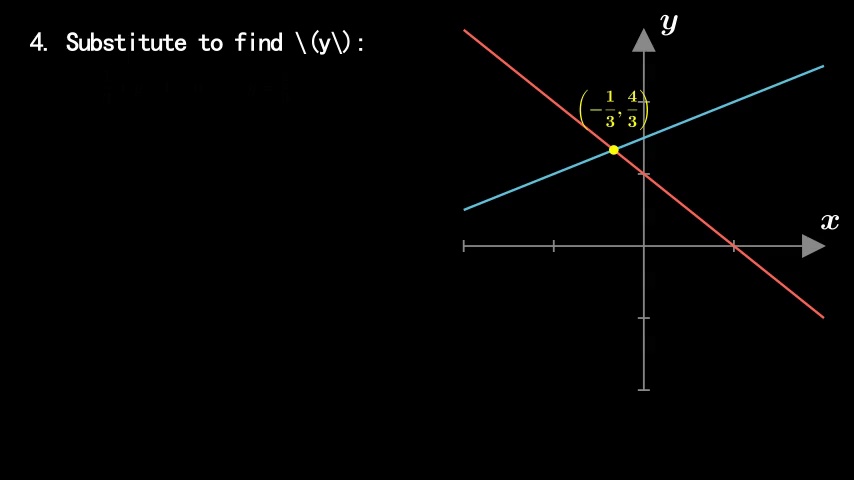 4. Substitute to find \(y\):
y
(-1/3, 4/3)
x